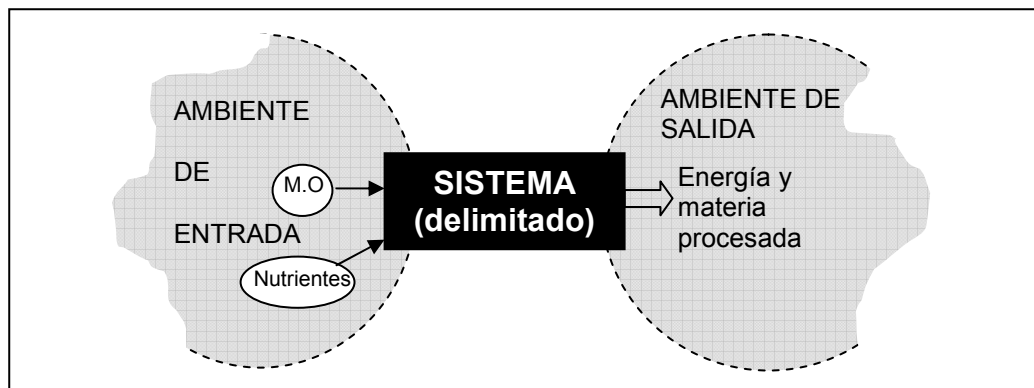 AMBIENTE
DE
ENTRADA
M.O
Nutrientes
SISTEMA
(delimitado)
AMBIENTE DE
SALIDA
Energía y
materia
procesada